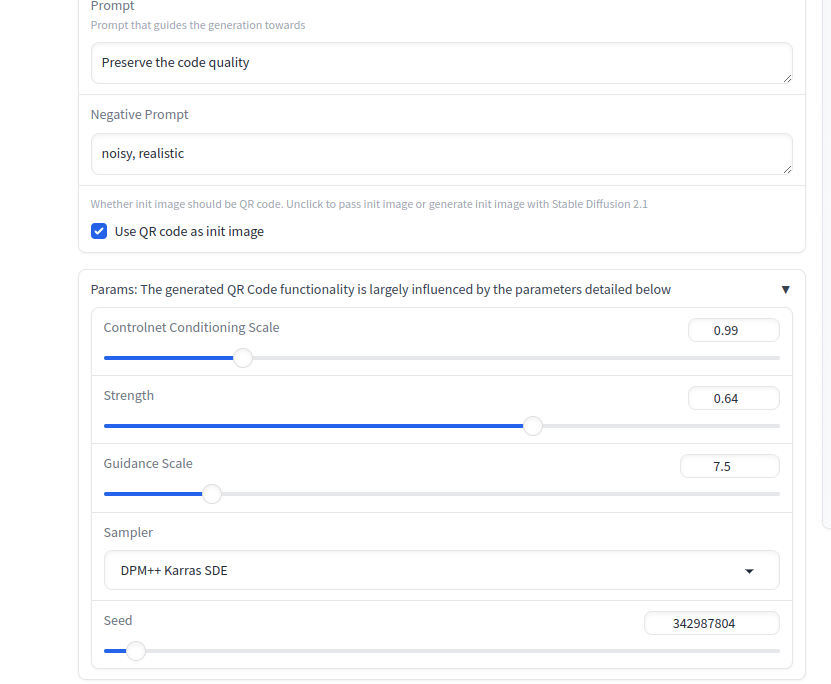 Prompt
Prompt that guides the generation towards
Preserve the code quality
Negative Prompt
noisy, realistic
Whether init image should be QR code. Unclick to pass init image or generate init image with Stable Diffusion 2.1
Use QR code as init image
Params: The generated QR Code functionality is largely influenced by the parameters detailed below
Controlnet Conditioning Scale
0.99
Strength
0.64
Guidance Scale
7.5
Sampler
DPM++ Karras SDE
Seed
342987804